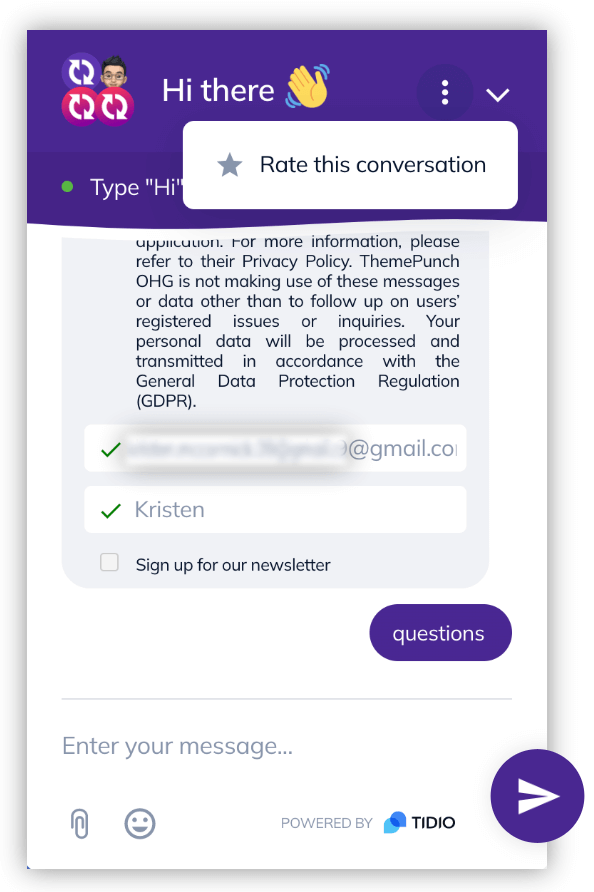 Hi there 👋
Rate this conversation
Type "Hi"
application. For more information, please
refer to their Privacy Policy. ThemePunch
OHG is not making use of these messages
or data other than to follow up on users’
registered issues or inquiries. Your
personal data will be processed and
transmitted in accordance with the
General Data Protection Regulation
(GDPR).
@gmail.co
Kristen
Sign up for our newsletter
questions
Enter your message...
POWERED BY TIDIO